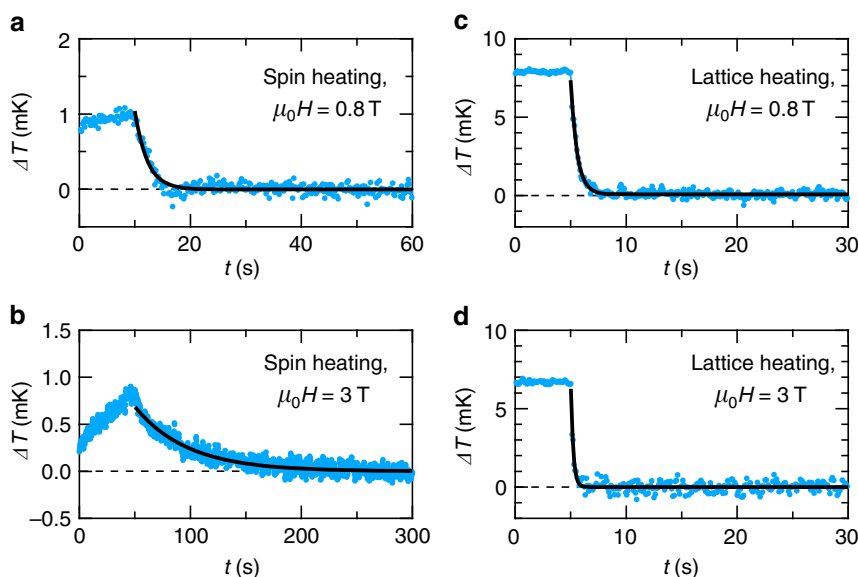 a
2
1
0
ΔT (mK)
Spin heating,
μ₀H = 0.8 T
0 20 40 60
t (s)
c
10
5
0
ΔT (mK)
Lattice heating,
μ₀H = 0.8 T
0 10 20 30
t (s)
b
1.5
1.0
0.5
0.0
–0.5
ΔT (mK)
Spin heating,
μ₀H = 3 T
0 100 200 300
t (s)
d
10
5
0
ΔT (mK)
Lattice heating,
μ₀H = 3 T
0 10 20 30
t (s)